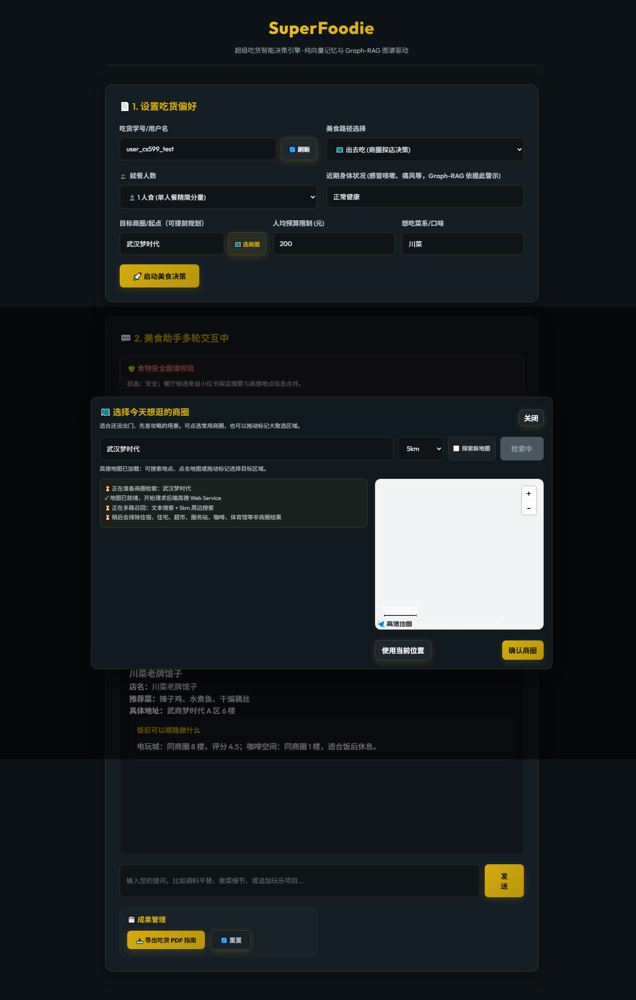 SuperFoodie
超级吃货智能决策引擎·纯向量记忆与 Graph-RAG 图谱驱动
1. 设置吃货偏好
吃货学号/用户名
美食路径选择
user_cs599_test
刷新
出去吃 (商圈探店决策)
就餐人数
近期身体状况 (感冒咳嗽、痛风等，Graph-RAG 依据此警示)
1 人食 (单人餐精简分量)
正常健康
目标商圈/起点（可提前规划）
人均预算限制 (元)
想吃菜系/口味
武汉梦时代
选商圈
200
川菜
启动美食决策
2. 美食助手多轮交互中
食物安全图谱校验
状态：安全；餐厅候选来自小红书探店摘要与高德地点信息合并。
选择今天想逛的商圈
关闭
适合还没出门、先查攻略的场景。可点选常用商圈，也可以拖动标记大致选区域。
武汉梦时代
5km
探索新地图
检索中
高德地图已加载：可搜索地点、点击地图或拖动标记选择目标区域。
正在准备商圈检索：武汉梦时代
✓ 地图已就绪，开始请求后端高德 Web Service
正在多路召回：文本搜索 + 5km 周边搜索
稍后会排除住宿、住宅、超市、服务站、咖啡、体育馆等非商圈结果
+
-
高德地图
使用当前位置
确认商圈
川菜老牌馆子
店名：川菜老牌馆子
推荐菜：辣子鸡、水煮鱼、干煸藕丝
具体地址：武商梦时代 A 区 6 楼
饭后可以顺路做什么
电玩城：同商圈 8 楼，评分 4.5；咖啡空间：同商圈 1 楼，适合饭后休息。
输入您的提问，比如调料平替、做菜细节、或追加玩乐项目...
发
送
成果管理
导出吃货 PDF 指南
重置